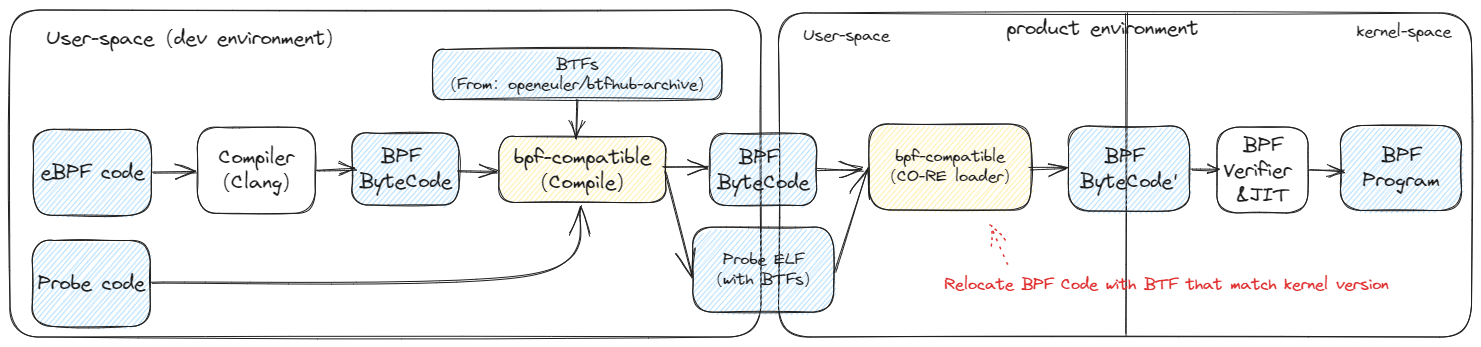 User-space (dev environment)
BTFs
(From: openeuler/btfhub-archive)
eBPF code
Compiler
(Clang)
BPF
ByteCode
bpf-compatible
(Compile)
BPF
ByteCode
Probe code
Probe ELF
(with BTFs)
User-space
product environment
kernel-space
bpf-compatible
(CO-RE loader)
BPF
ByteCode'
BPF
Verifier
&JIT
BPF
Program
Relocate BPF Code with BTF that match kernel version